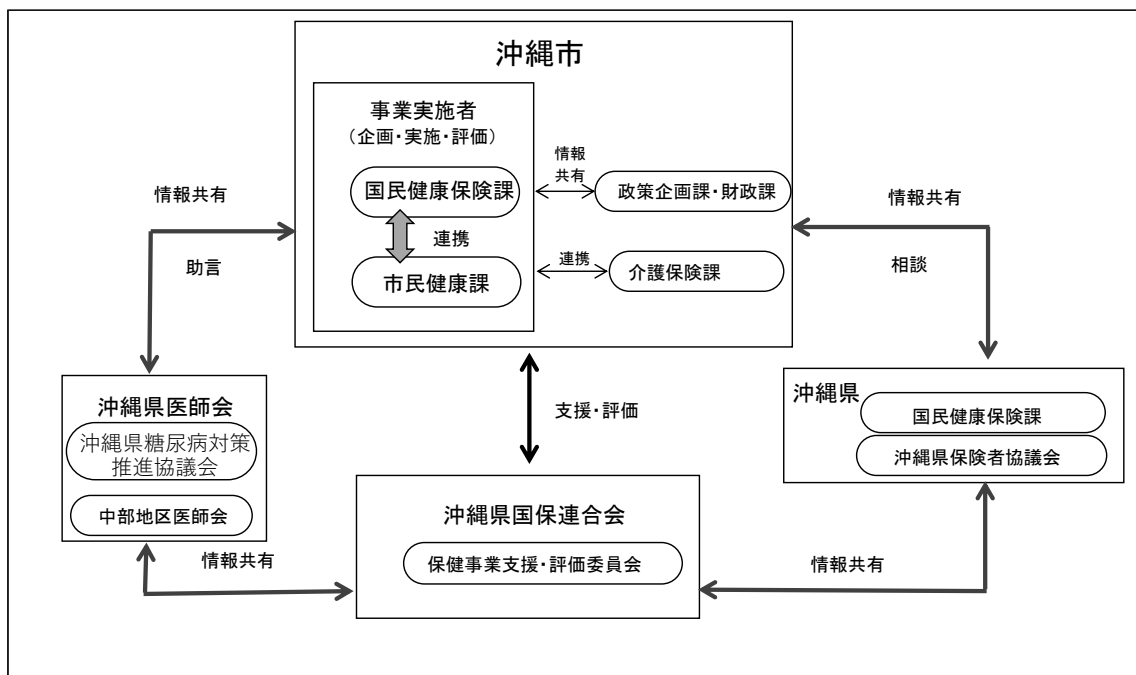 沖縄市
事業実施者
（企画・実施・評価）
国民健康保険課
連携
市民健康課
情報
共有
政策企画課・財政課
連携
介護保険課
情報共有
助言
情報共有
相談
沖縄県医師会
沖縄県糖尿病対策
推進協議会
中部地区医師会
支援・評価
沖縄県
国民健康保険課
沖縄県保険者協議会
沖縄県国保連合会
保健事業支援・評価委員会
情報共有
情報共有